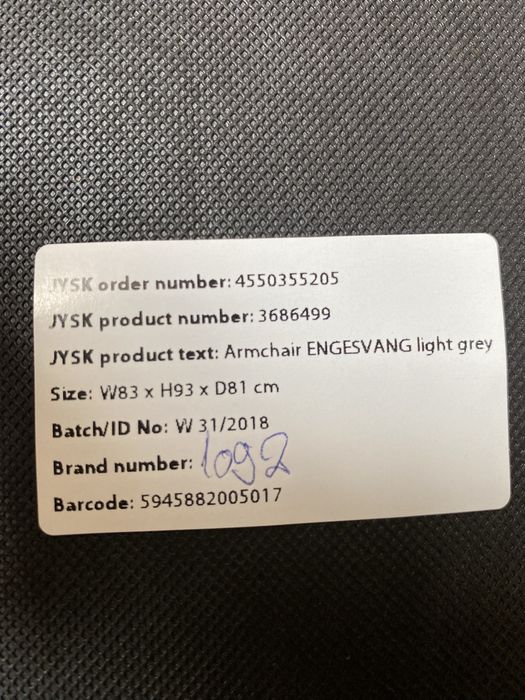 JYSK order number: 4550355205
JYSK product number: 3686499
JYSK product text: Armchair ENGESVANG light grey
Size: W83 x H93 x D81 cm
Batch/ID No: W 31/2018
Brand number: log2
Barcode: 5945882005017